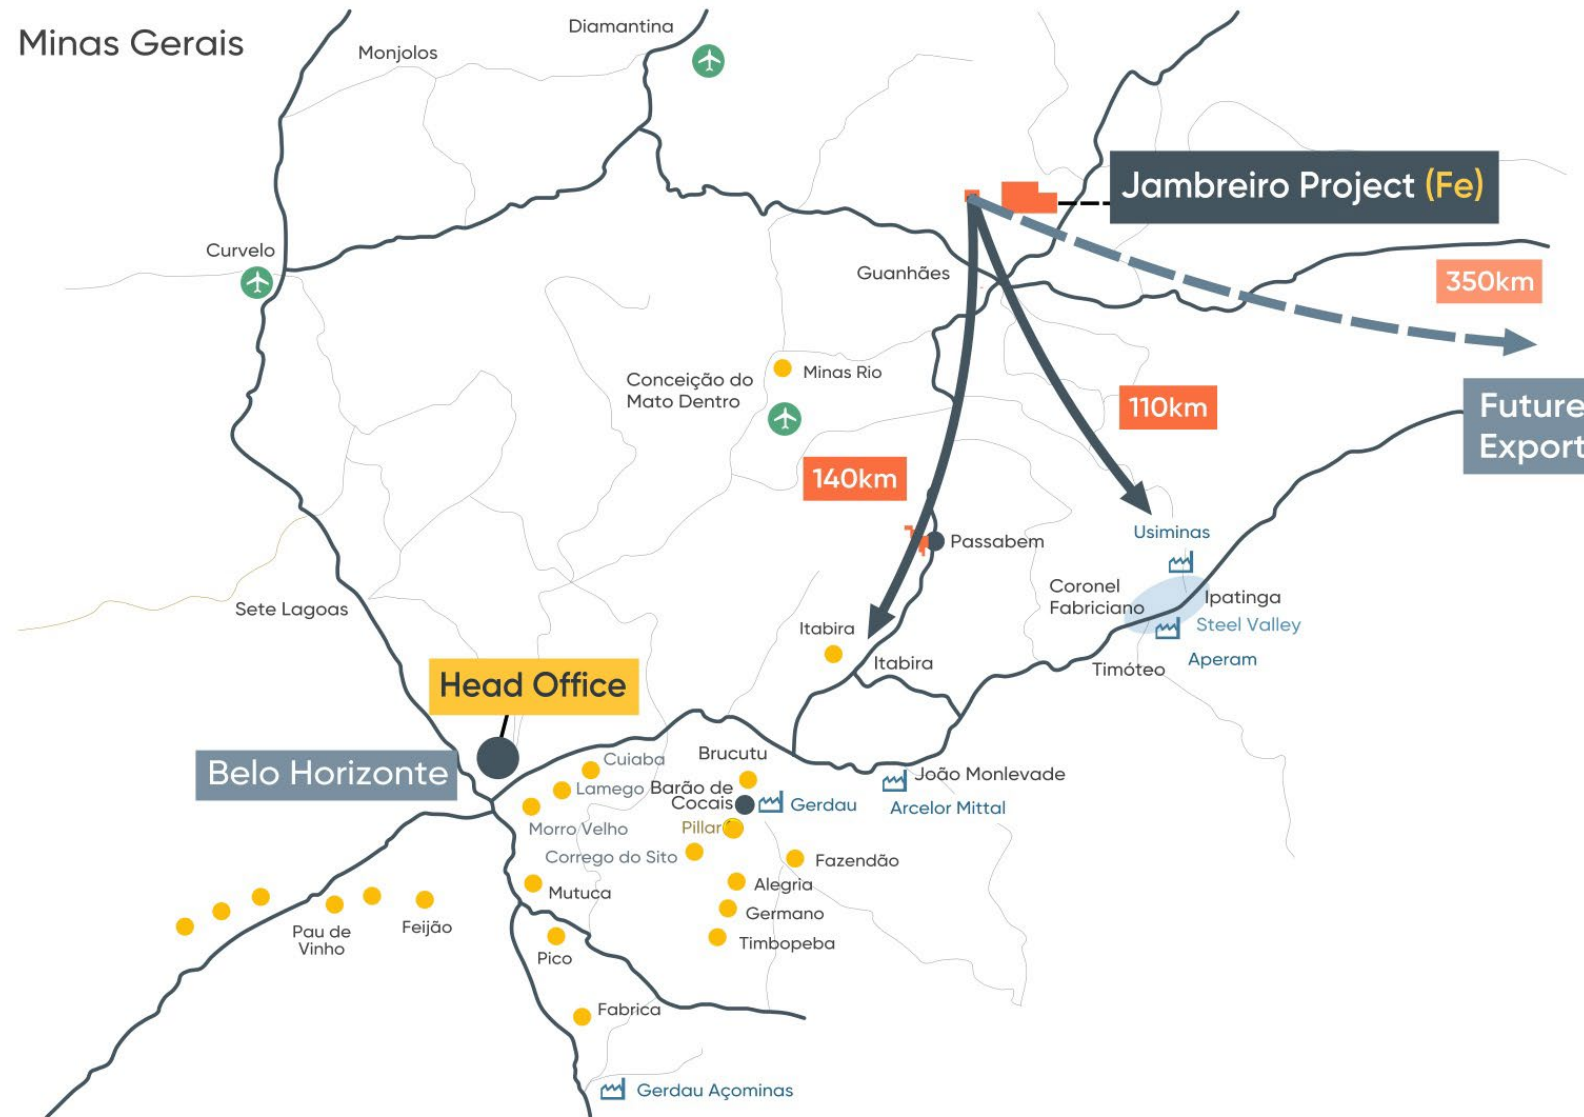 Minas Gerais
Diamantina
Monjolos
Jambreiro Project (Fe)
Curvelo
Guanhães
350km
Minas Rio
Conceição do
Mato Dentro
110km
Future
Export
140km
Usiminas
Passabem
Coronel
Fabriciano
Ipatinga
Sete Lagoas
Steel Valley
Itabira
Itabira
Aperam
Timóteo
Head Office
Belo Horizonte
Cuiaba
Brucutu
João Monlevade
Lamego
Barão de
Cocais
Gerdau
Arcelor Mittal
Morro Velho
Pillar
Corrego do Sito
Fazendão
Mutuca
Alegria
Germano
Pau de
Vinho
Feijão
Timbopeba
Pico
Fabrica
Gerdau Açominas